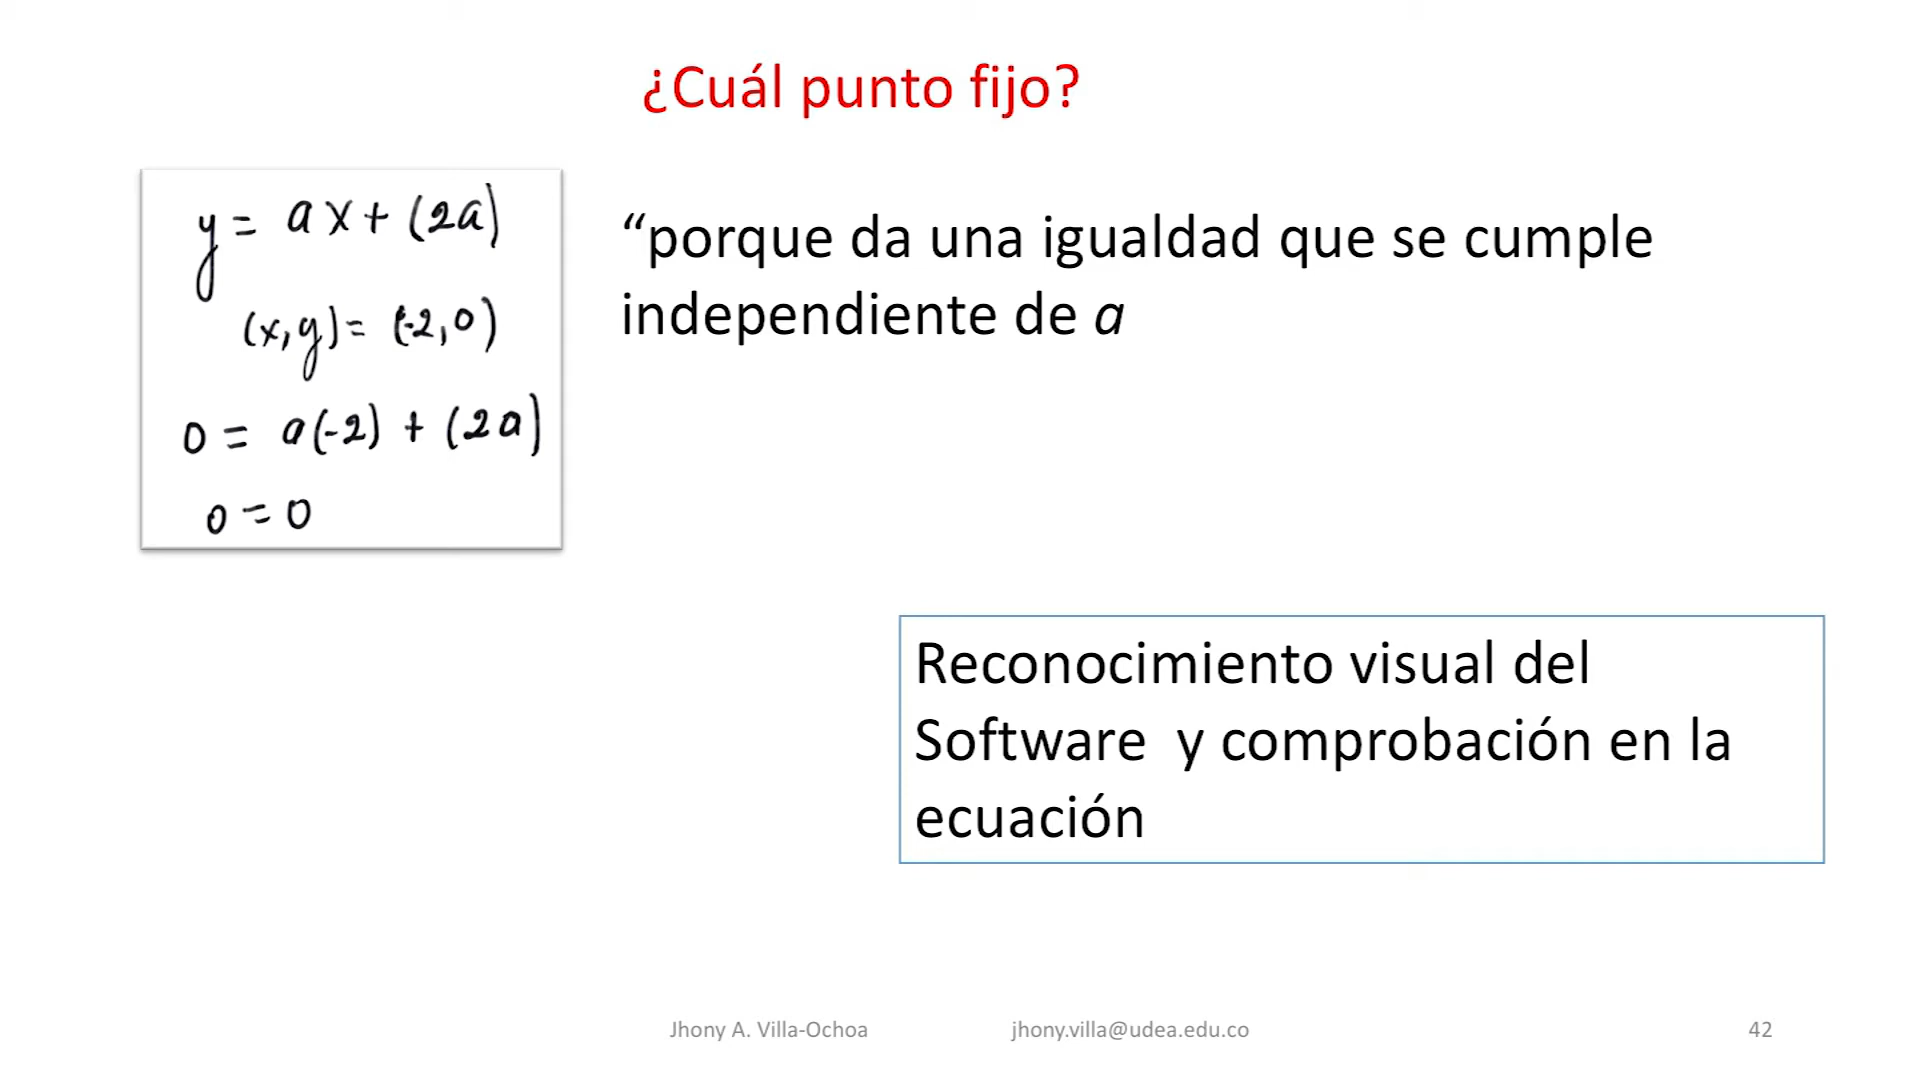 ¿Cuál punto fijo?
y = ax + (2a)
(x,y) = (-2,0)
0 = a(-2) + (2a)
0 = 0
“porque da una igualdad que se cumple
independiente de a
Reconocimiento visual del
Software y comprobación en la
ecuación
Jhony A. Villa-Ochoa jhony.villa@udea.edu.co 42